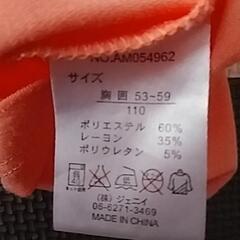 NO.AM054962
サイズ
胸囲 53~59
110
ポリエステル 60%
レーヨン 35%
ポリウレタン 5%
(株) ジェニイ
06-6271-3469
MADE IN CHINA